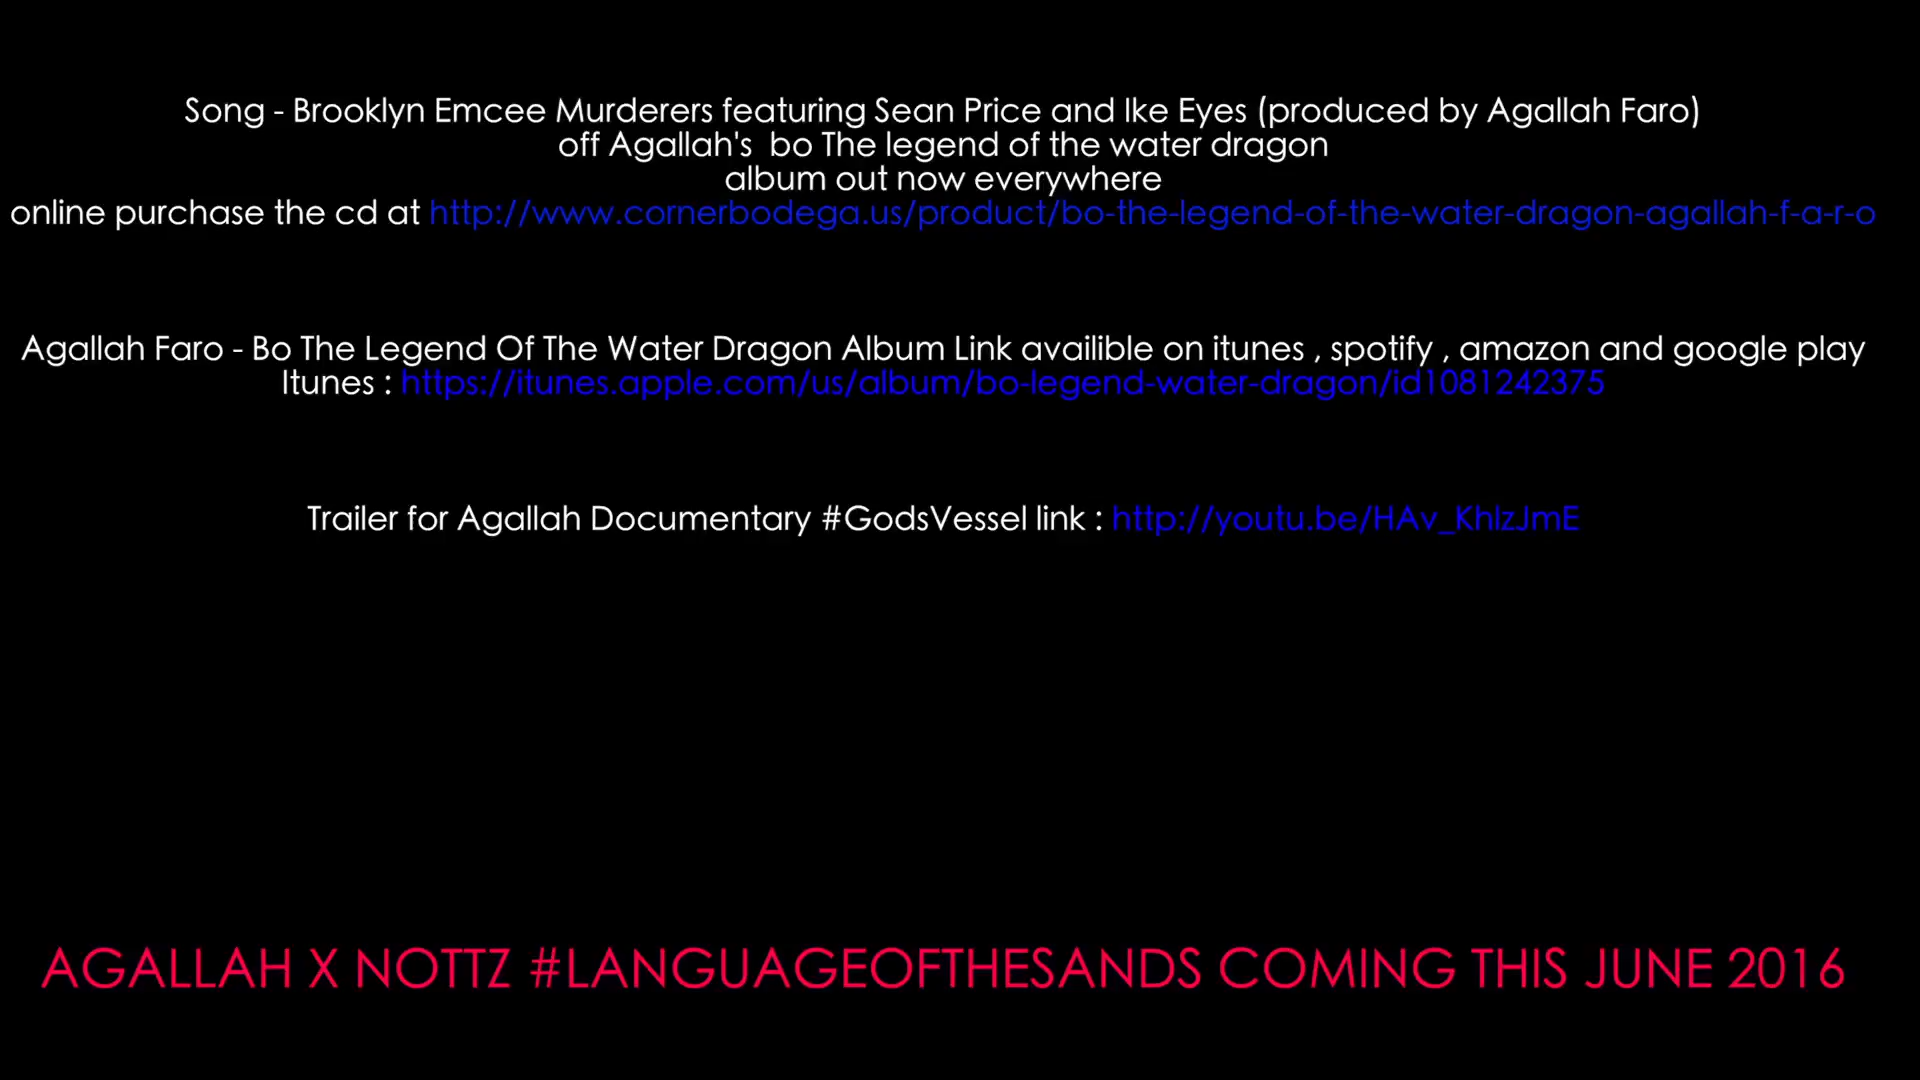 Song - Brooklyn Emcee Murderers featuring Sean Price and Ike Eyes (produced by Agallah Faro)
off Agallah's  bo The legend of the water dragon
album out now everywhere
online purchase the cd at http://www.cornerbodega.us/product/bo-the-legend-of-the-water-dragon-agallah-f-a-r-o
Agallah Faro - Bo The Legend Of The Water Dragon Album Link availible on itunes , spotify , amazon and google play
Itunes : https://itunes.apple.com/us/album/bo-legend-water-dragon/id1081242375
Trailer for Agallah Documentary #GodsVessel link : http://youtu.be/HAv_KhlzJmE
AGALLAH X NOTTZ #LANGUAGEOFTHESANDS COMING THIS JUNE 2016